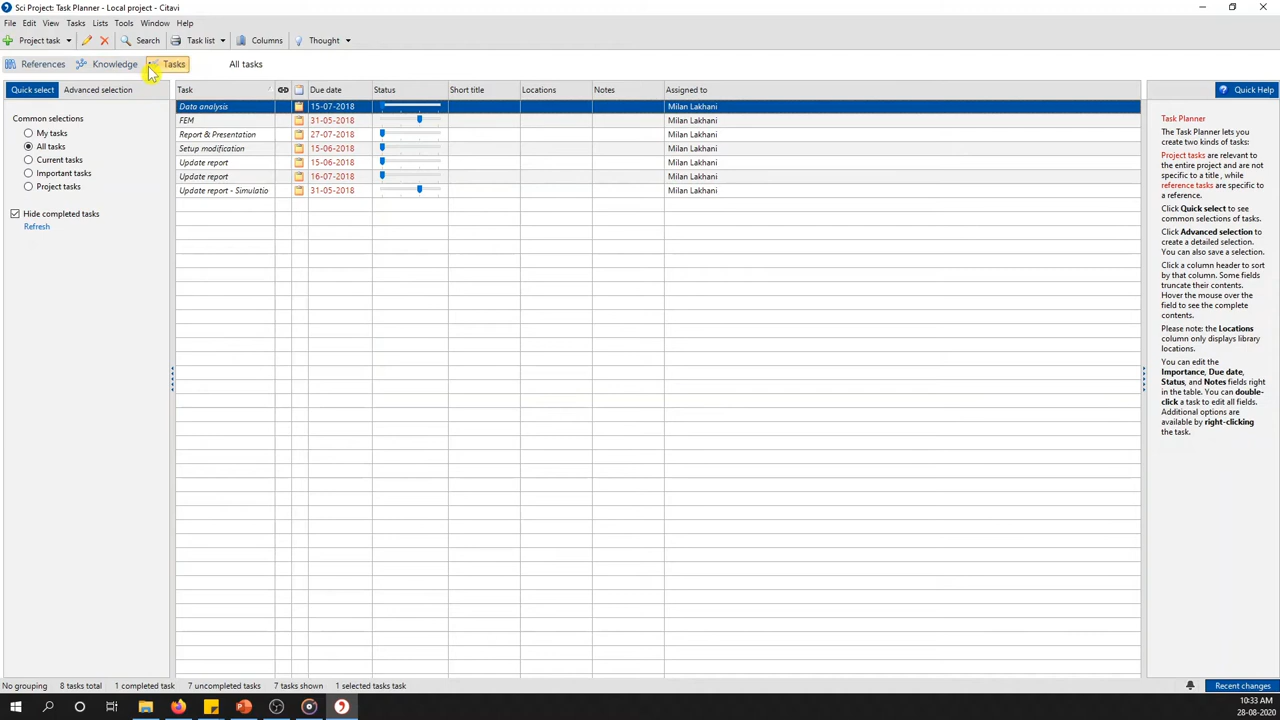 Sci Project: Task Planner - Local project - Citavi
File Edit View Tasks Lists Tools Window Help
Project task Search Task list Columns Thought
References Knowledge Tasks All tasks
Quick select Advanced selection
Common selections
My tasks
All tasks
Current tasks
Important tasks
Project tasks
Hide completed tasks
Refresh
Task Due date Status Short title Locations Notes Assigned to
Data analysis 15-07-2018 Milan Lakhani
FEM 31-05-2018 Milan Lakhani
Report & Presentation 27-07-2018 Milan Lakhani
Setup modification 15-06-2018 Milan Lakhani
Update report 15-06-2018 Milan Lakhani
Update report 16-07-2018 Milan Lakhani
Update report - Simulatio 31-05-2018 Milan Lakhani
? Quick Help
Task Planner
The Task Planner lets you
create two kinds of tasks:
Project tasks are relevant to
the entire project and are
not specific to a title , while
reference tasks are specific to
a reference.
Click Quick select to see
common selections of tasks.
Click Advanced selection to
create a detailed selection.
You can also save a selection.
Click a column header to sort
by that column. Some fields
truncate their contents.
Hover the mouse over the
field to see the complete
contents.
Please note: the Locations
column only displays library
locations.
You can edit the
Importance, Due date,
Status, and Notes fields right
in the table. You can double-
click a task to edit all fields.
Additional options are
available by right-clicking
the task.
No grouping 8 tasks total 1 completed task 7 uncompleted tasks 7 tasks shown 1 selected tasks task
Recent changes
10:33 AM
28-08-2020